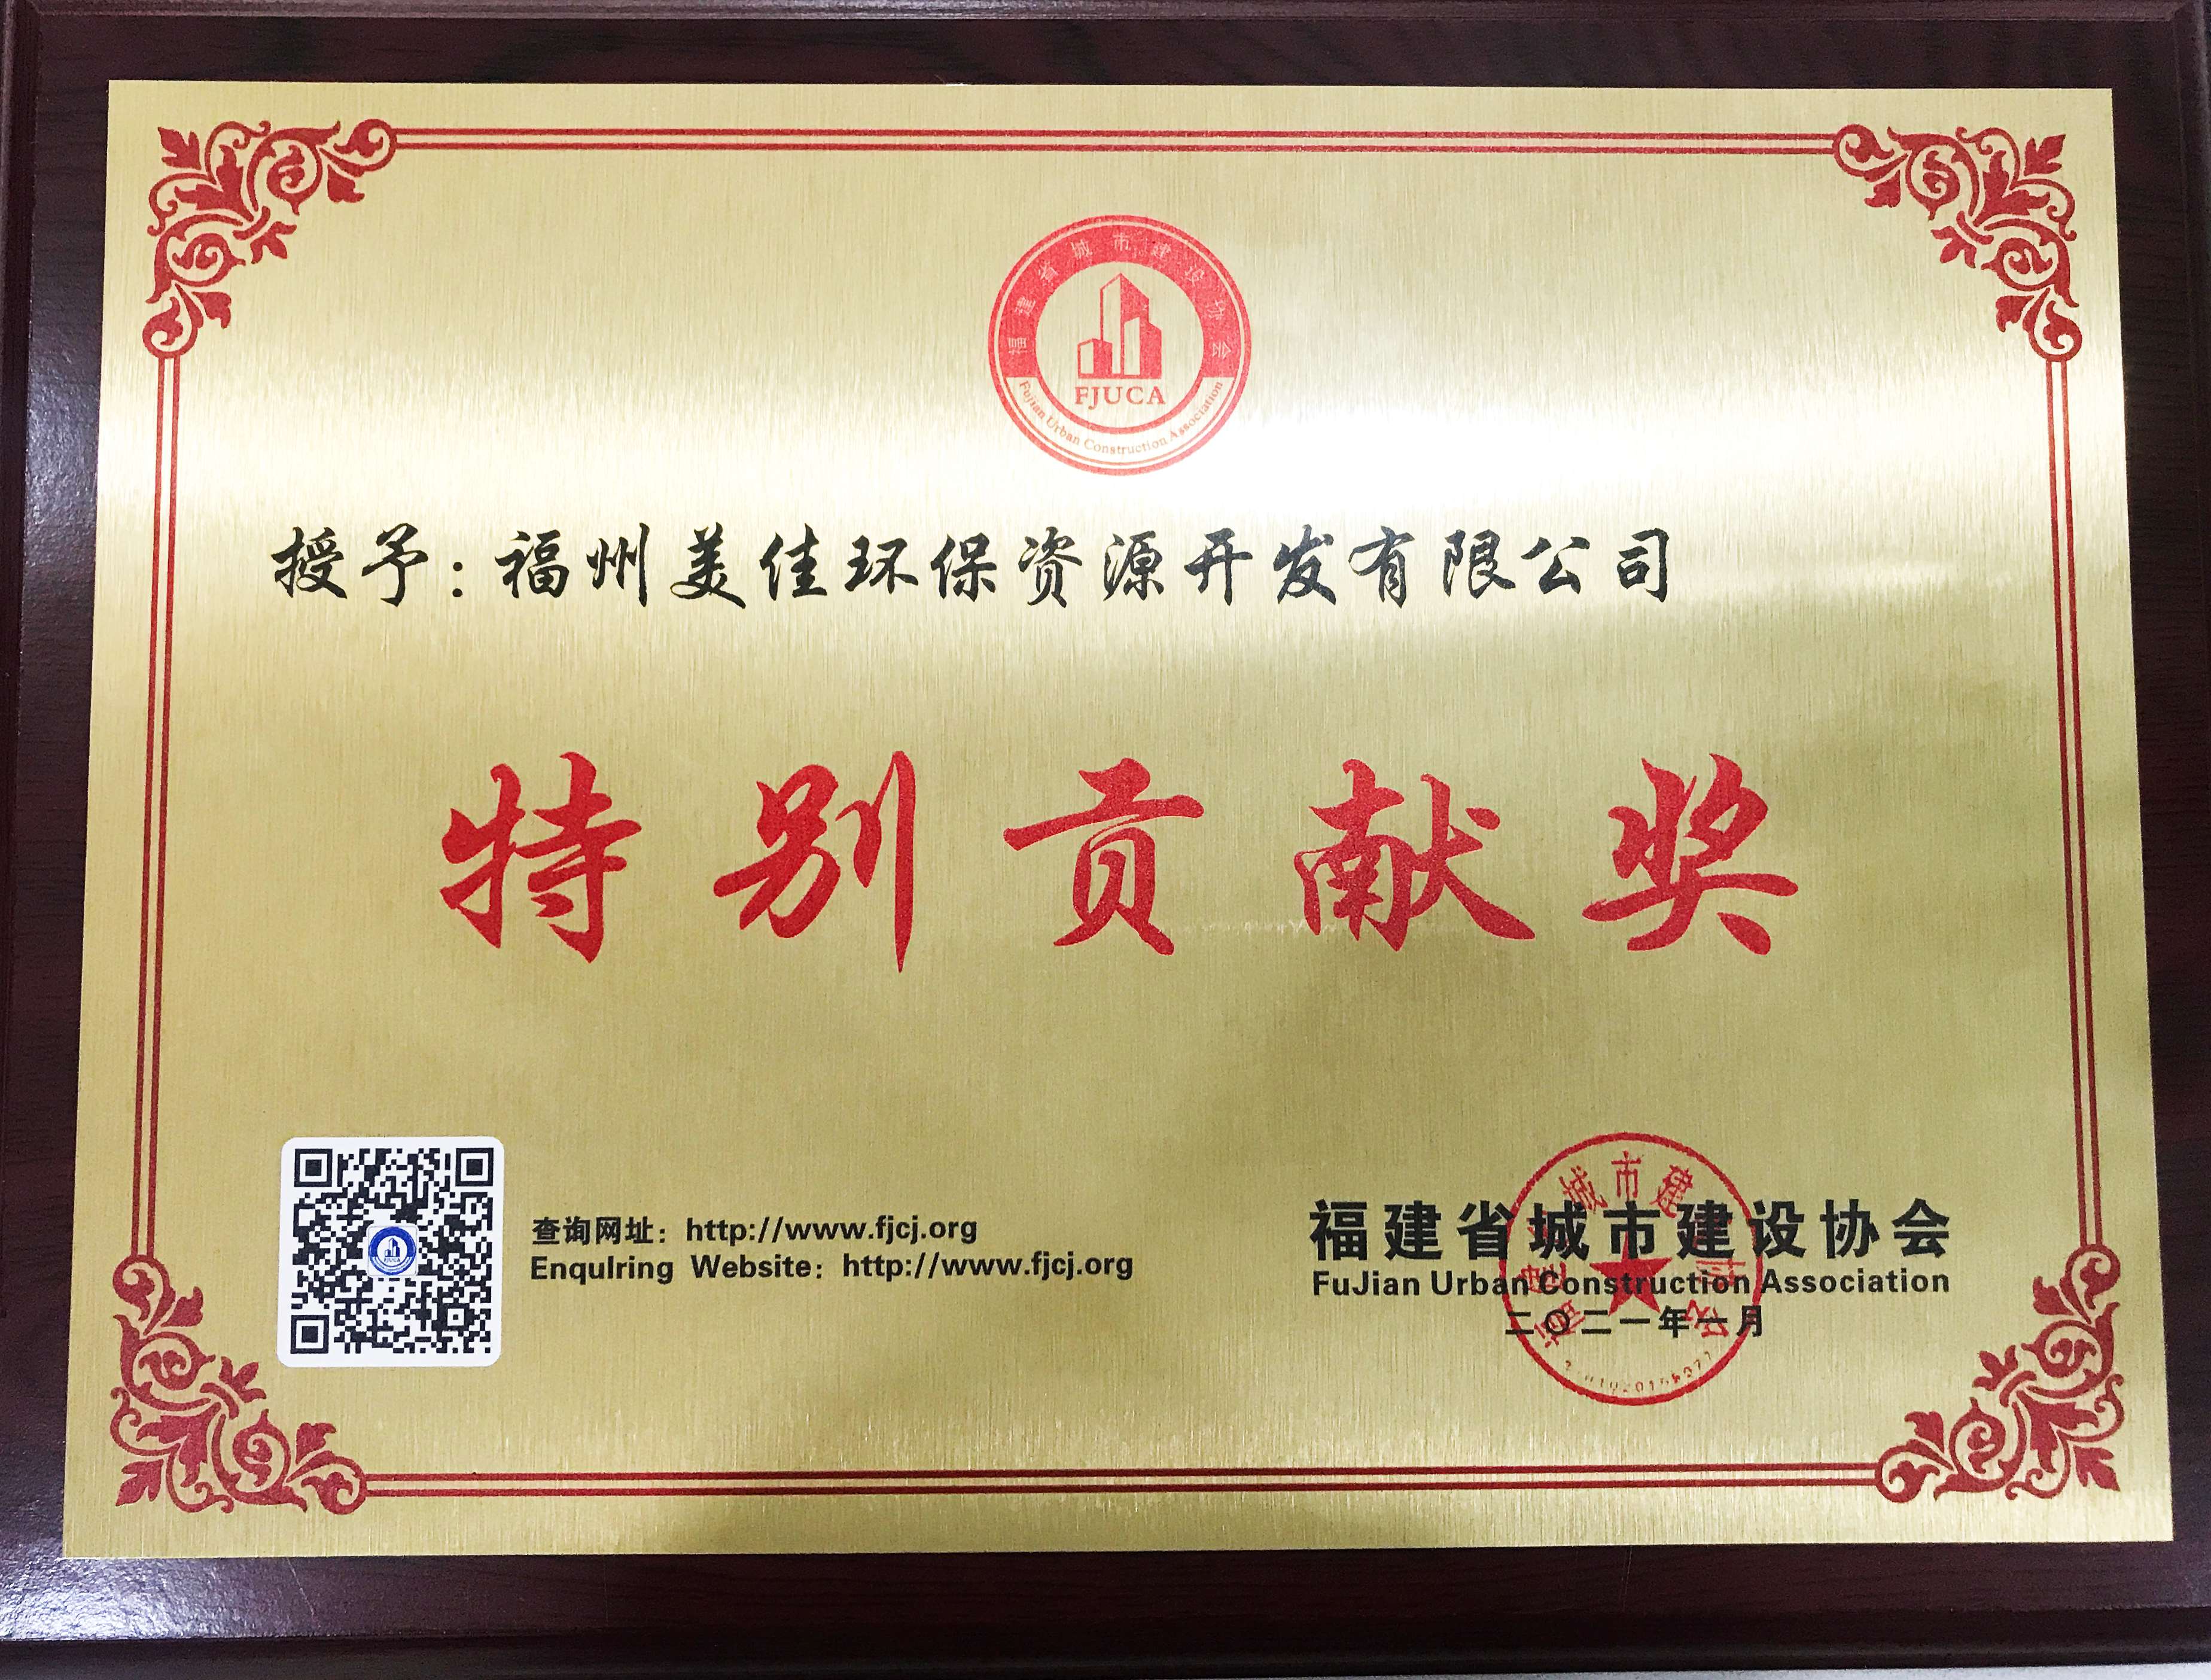 福建省城市建设协会
FJUCA
Fujian Urban Construction Association
授予：福州美佳环保资源开发有限公司
特别贡献奖
查询网址：http://www.fjcj.org
EnquIring Website：http://www.fjcj.org
福建省城市建设协会
FuJian Urban Construction Association
二〇二一年一月